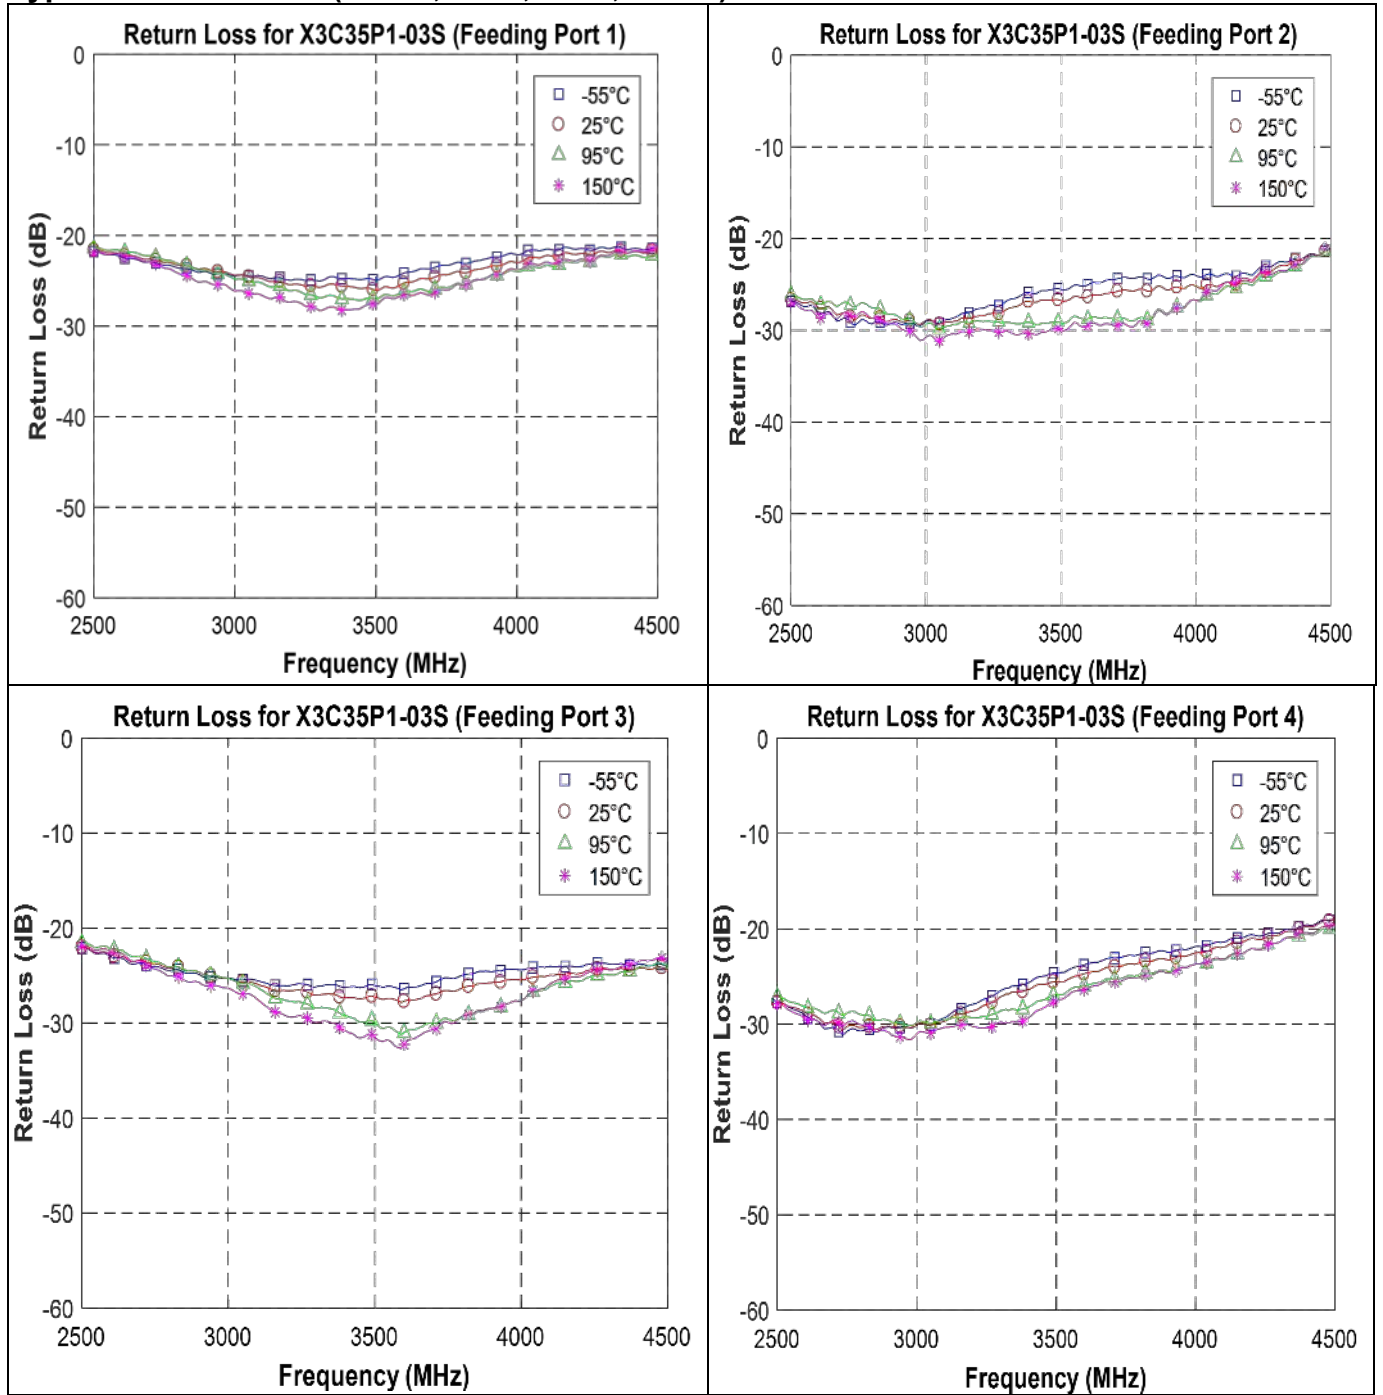 Return Loss for X3C35P1-03S (Feeding Port 1)
0
-10
-20
-30
-40
-50
-60
Return Loss (dB)
-55°C
25°C
95°C
150°C
2500
3000
3500
4000
4500
Frequency (MHz)
Return Loss for X3C35P1-03S (Feeding Port 2)
0
-10
-20
-30
-40
-50
-60
Return Loss (dB)
-55°C
25°C
95°C
150°C
2500
3000
3500
4000
4500
Frequency (MHz)
Return Loss for X3C35P1-03S (Feeding Port 3)
0
-10
-20
-30
-40
-50
-60
Return Loss (dB)
-55°C
25°C
95°C
150°C
2500
3000
3500
4000
4500
Frequency (MHz)
Return Loss for X3C35P1-03S (Feeding Port 4)
0
-10
-20
-30
-40
-50
-60
Return Loss (dB)
-55°C
25°C
95°C
150°C
2500
3000
3500
4000
4500
Frequency (MHz)